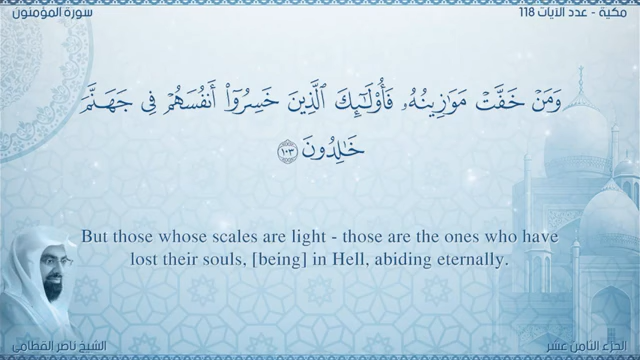 مكية - عدد الآيات 118
سورة المؤمنون
وَمَنْ خَفَّتْ مَوَٰزِينُهُۥ فَأُو۟لَـٰٓئِكَ ٱلَّذِينَ خَسِرُوٓا۟ أَنفُسَهُمْ فِى جَهَنَّمَ
خَـٰلِدُونَ ١٠٣
But those whose scales are light - those are the ones who have
lost their souls, [being] in Hell, abiding eternally.
الجزء الثامن عشر
الشيخ ناصر القطامي